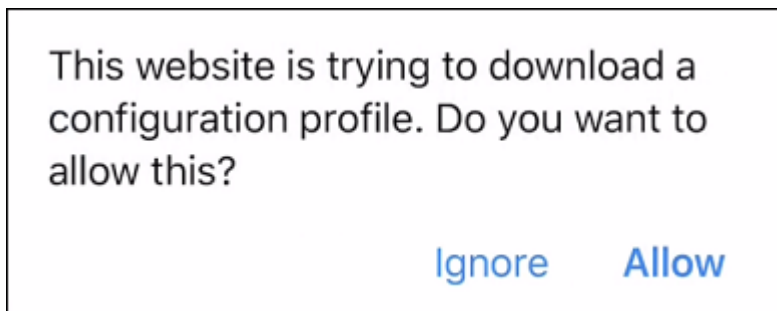 This website is trying to download a
configuration profile. Do you want to
allow this?
Ignore Allow